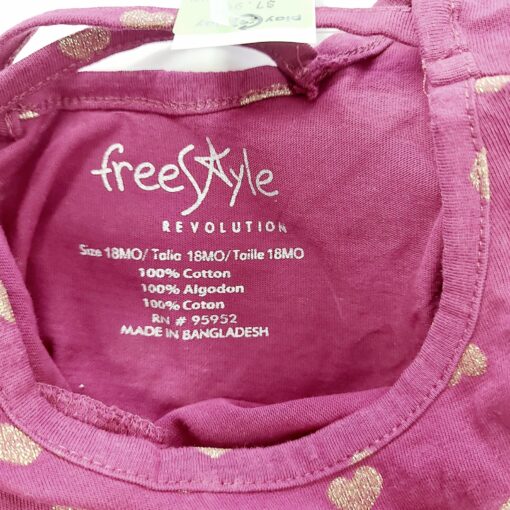 play
freestyle
REVOLUTION
Size 18MO/ Talla 18MO/Taille 18MO
100% Cotton
100% Algodon
100% Coton
RN # 95952
MADE IN BANGLADESH